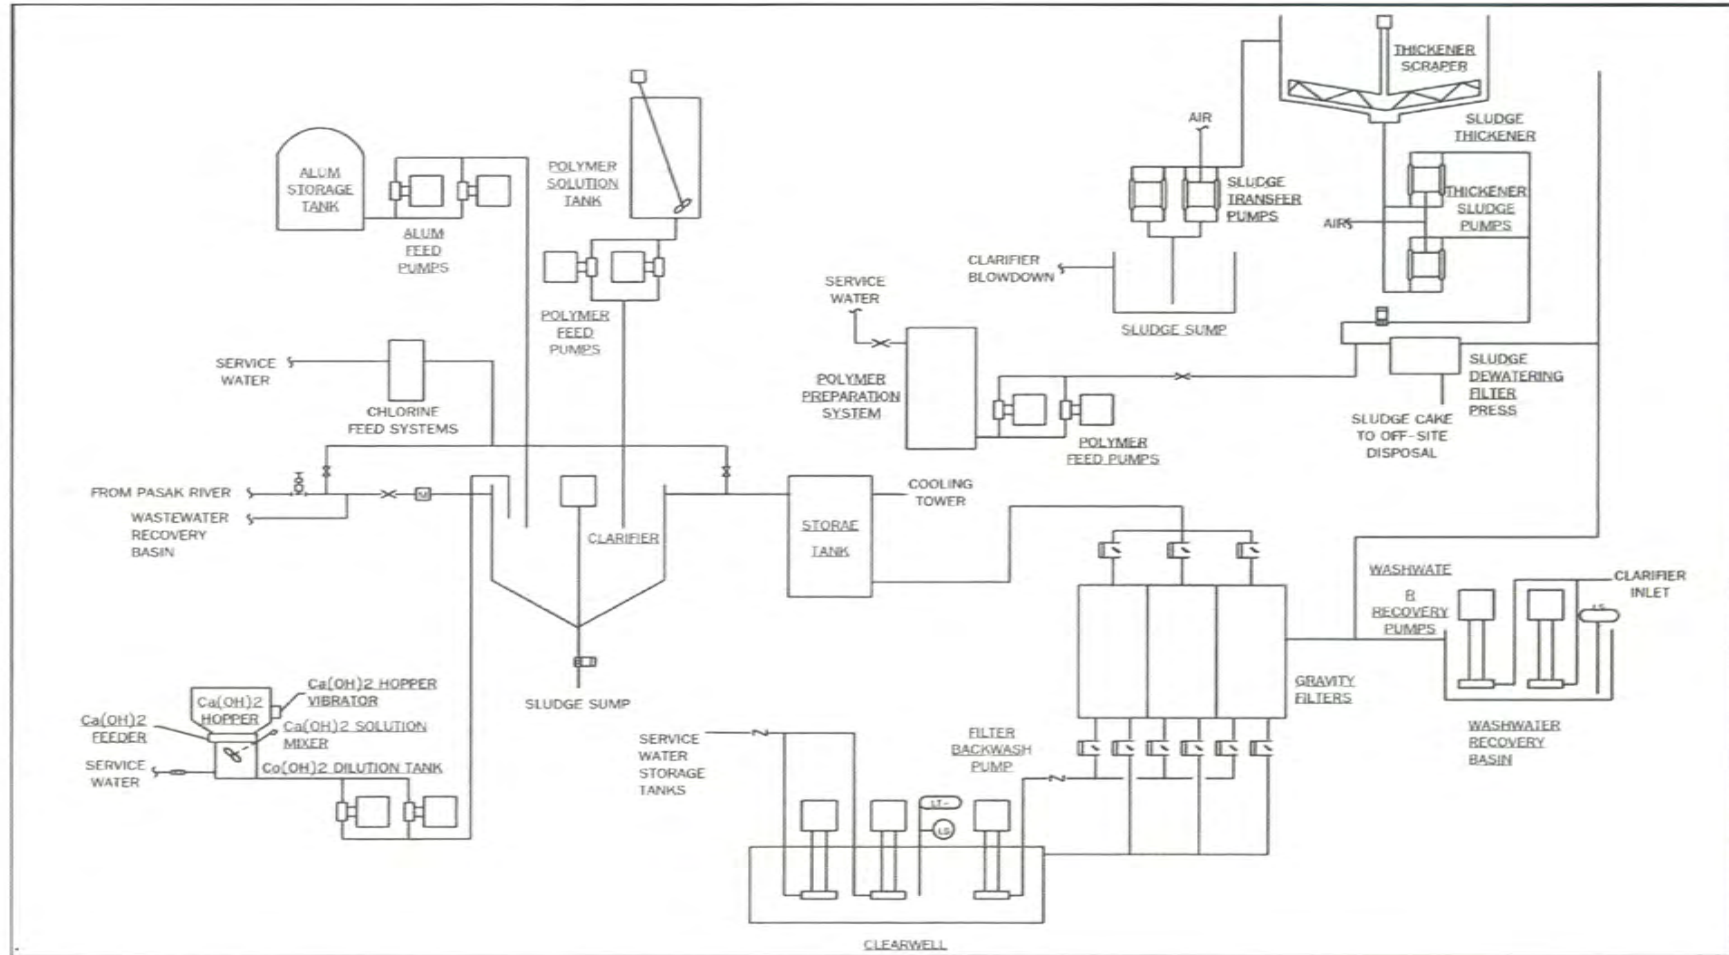 THICKENER
SCRAPER
SLUDGE
THICKENER
AIR
ALUM
STORAGE
TANK
POLYMER
SOLUTION
TANK
SLUDGE
TRANSFER
PUMPS
THICKENER
SLUDGE
PUMPS
AIR
ALUM
FEED
PUMPS
CLARIFIER
BLOWDOWN
SERVICE
WATER
POLYMER
FEED
PUMPS
SLUDGE SUMP
SERVICE
WATER
POLYMER
PREPARATION
SYSTEM
SLUDGE
DEWATERING
FILTER
PRESS
CHLORINE
FEED SYSTEMS
SLUDGE CAKE
TO OFF-SITE
DISPOSAL
POLYMER
FEED PUMPS
FROM PASAK RIVER
M
COOLING
TOWER
WASTEWATER
RECOVERY
BASIN
CLARIFIER
STORAE
TANK
WASHWATE
R
RECOVERY
PUMPS
CLARIFIER
INLET
LS
Ca(OH)2 HOPPER
VIBRATOR
Ca(OH)2
HOPPER
SLUDGE SUMP
GRAVITY
FILTERS
Ca(OH)2
FEEDER
Ca(OH)2 SOLUTION
MIXER
SERVICE
WATER
Co(OH)2 DILUTION TANK
SERVICE
WATER
STORAGE
TANKS
FILTER
BACKWASH
PUMP
WASHWATER
RECOVERY
BASIN
LT-
LS
CLEARWELL